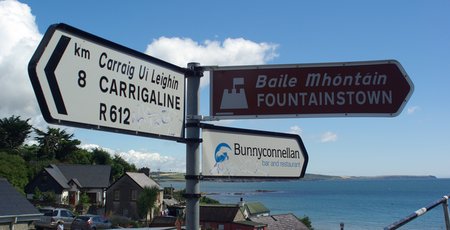 km Carraig Uí Leighin
8 CARRIGALINE
R612
Baile Mhóntáin
FOUNTAINSTOWN
Bunnyconnellan
bar and restaurant